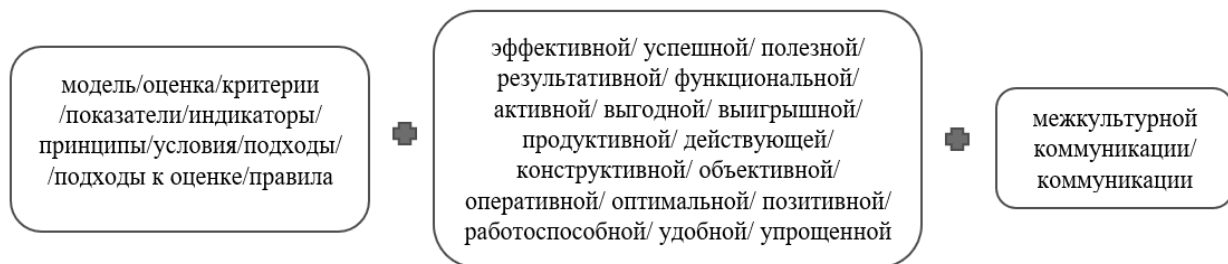 модель/оценка/критерии
/показатели/индикаторы/
принципы/условия/подходы/
/подходы к оценке/правила
эффективной/ успешной/ полезной/
результативной/ функциональной/
активной/ выгодной/ выигрышной/
продуктивной/ действующей/
конструктивной/ объективной/
оперативной/ оптимальной/ позитивной/
работоспособной/ удобной/ упрощенной
межкультурной
коммуникации/
коммуникации